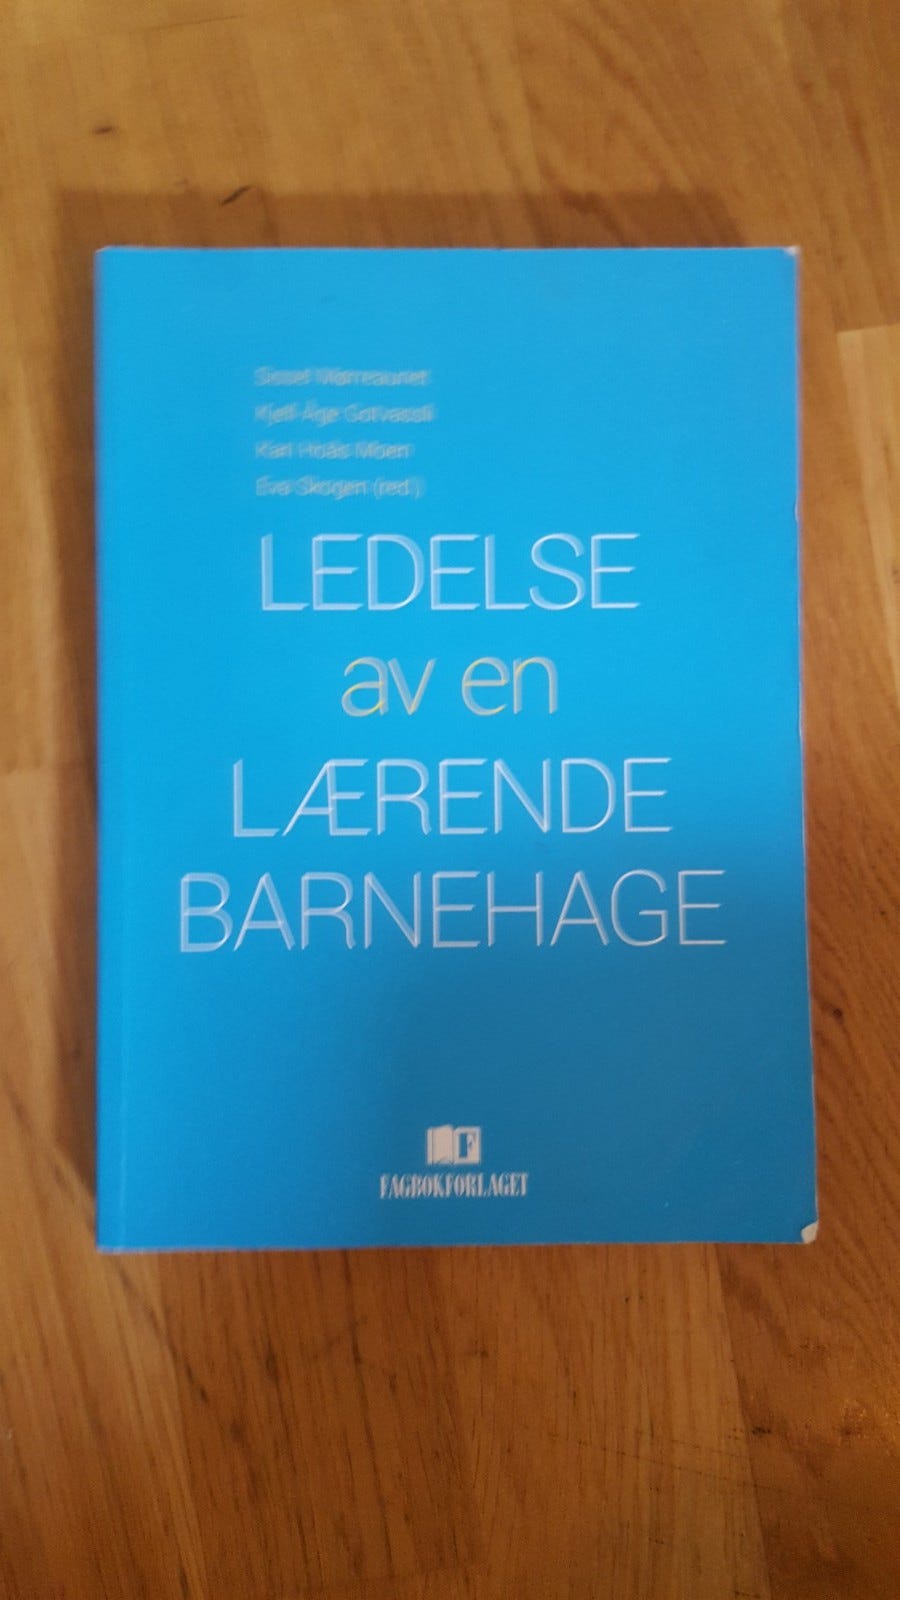 Sissel Mørreaunet
Kjell-Åge Gotvassli
Kari Hoås Moen
Eva Skogen (red.)
LEDELSE
av en
LÆRENDE
BARNEHAGE
F
FAGBOKFORLAGET